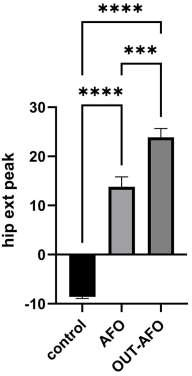 ****
***
****
30
20
10
0
-10
hip ext peak
control
AFO
OUT-AFO